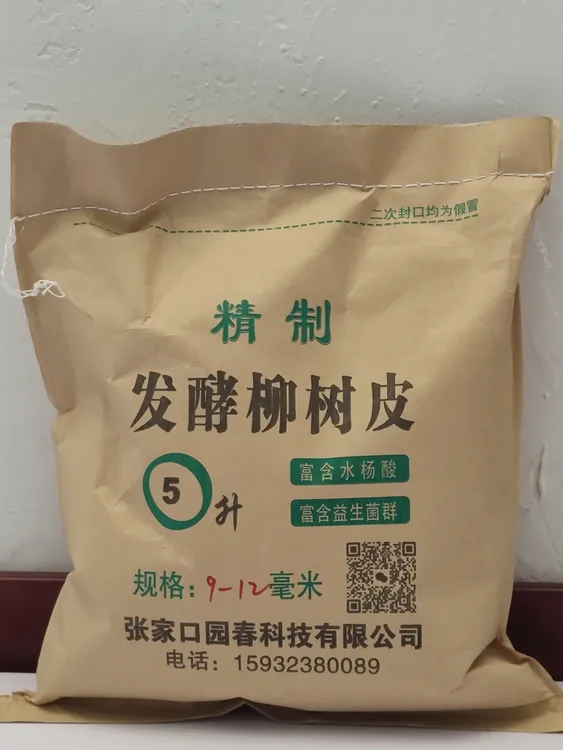 二次封口均为假冒
精制
发酵柳树皮
5升
富含水杨酸
富含益生菌群
规格：9-12毫米
张家口园春科技有限公司
电话：15932380089